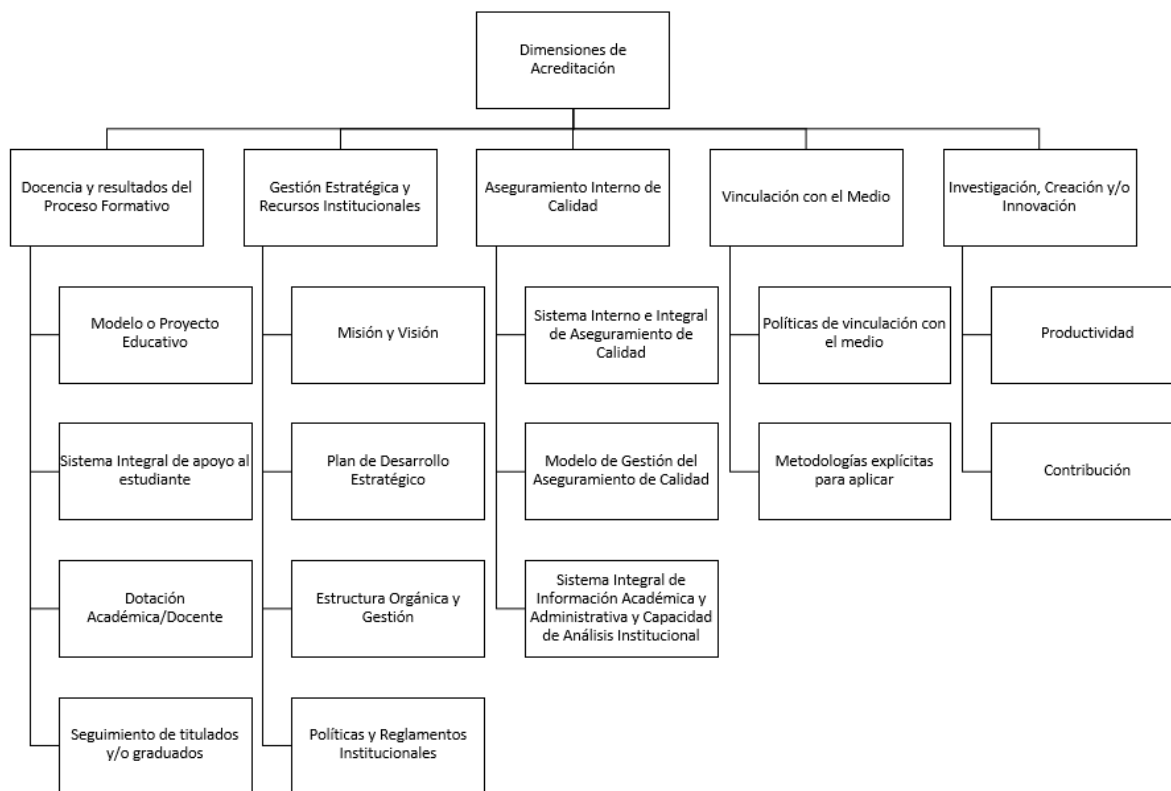 Dimensiones de
Acreditación
Docencia y resultados del
Proceso Formativo
Gestión Estratégica y
Recursos Institucionales
Aseguramiento Interno de
Calidad
Vinculación con el Medio
Investigación, Creación y/o
Innovación
Modelo o Proyecto
Educativo
Misión y Visión
Sistema Interno e Integral
de Aseguramiento de
Calidad
Políticas de vinculación con
el medio
Productividad
Sistema Integral de apoyo al
estudiante
Plan de Desarrollo
Estratégico
Modelo de Gestión del
Aseguramiento de Calidad
Metodologías explícitas
para aplicar
Contribución
Dotación
Académica/Docente
Estructura Orgánica y
Gestión
Sistema Integral de
Información Académica y
Administrativa y Capacidad
de Análisis Institucional
Seguimiento de titulados
y/o graduados
Políticas y Reglamentos
Institucionales